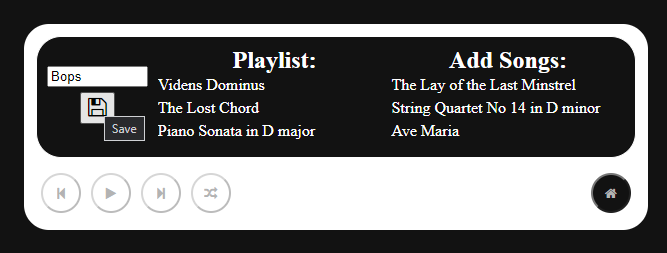 Bops
Save
Playlist:
Videns Dominus
The Lost Chord
Piano Sonata in D major
Add Songs:
The Lay of the Last Minstrel
String Quartet No 14 in D minor
Ave Maria